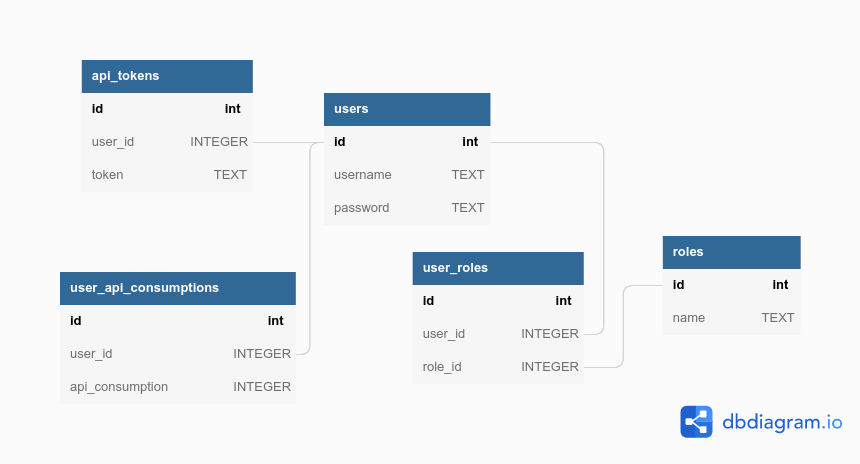 api_tokens
id int
user_id INTEGER
token TEXT
users
id int
username TEXT
password TEXT
user_api_consumptions
id int
user_id INTEGER
api_consumption INTEGER
user_roles
id int
user_id INTEGER
role_id INTEGER
roles
id int
name TEXT
dbdiagram.io